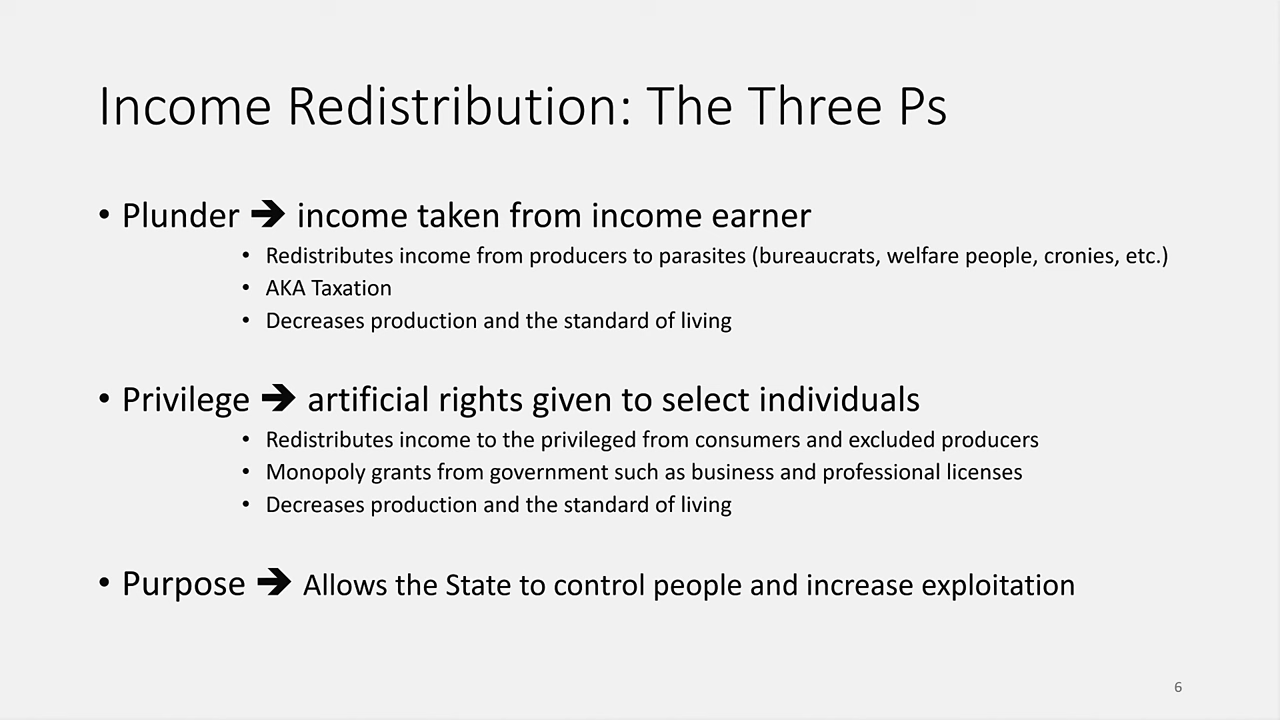 Income Redistribution: The Three Ps
• Plunder ➔ income taken from income earner
• Redistributes income from producers to parasites (bureaucrats, welfare people, cronies, etc.)
• AKA Taxation
• Decreases production and the standard of living
• Privilege ➔ artificial rights given to select individuals
• Redistributes income to the privileged from consumers and excluded producers
• Monopoly grants from government such as business and professional licenses
• Decreases production and the standard of living
• Purpose ➔ Allows the State to control people and increase exploitation
6